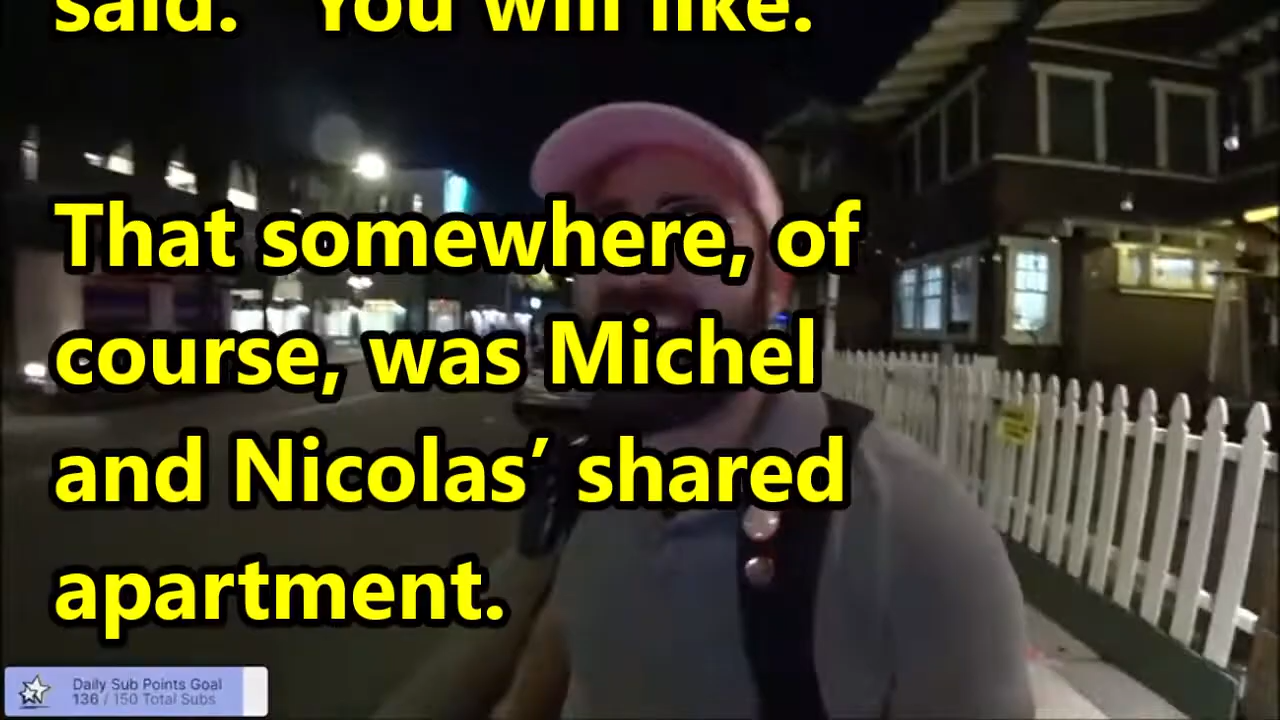 said. "You will like.
That somewhere, of
course, was Michel
and Nicolas’ shared
apartment.
Daily Sub Points Goal
136 / 150 Total Subs